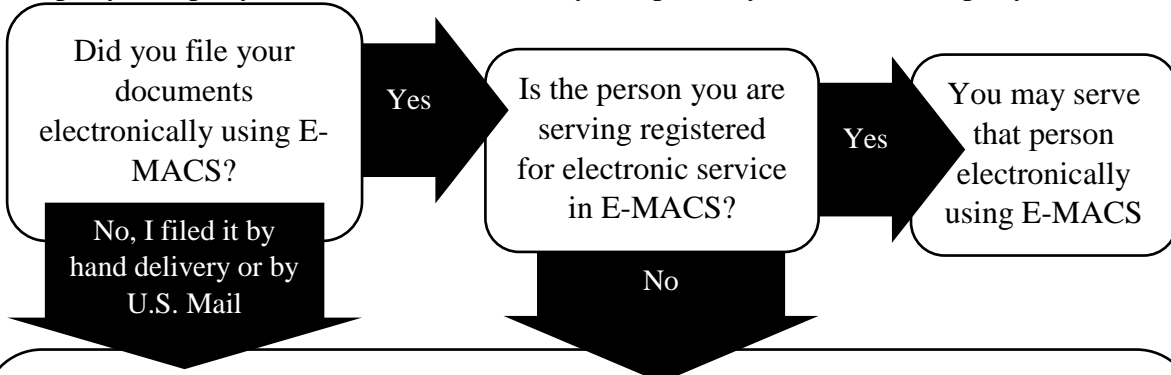 Did you file your
documents
electronically using E-
MACS?
Yes
Is the person you are
serving registered
for electronic service
in E-MACS?
Yes
You may serve
that person
electronically
using E-MACS
No, I filed it by
hand delivery or by
U.S. Mail
No